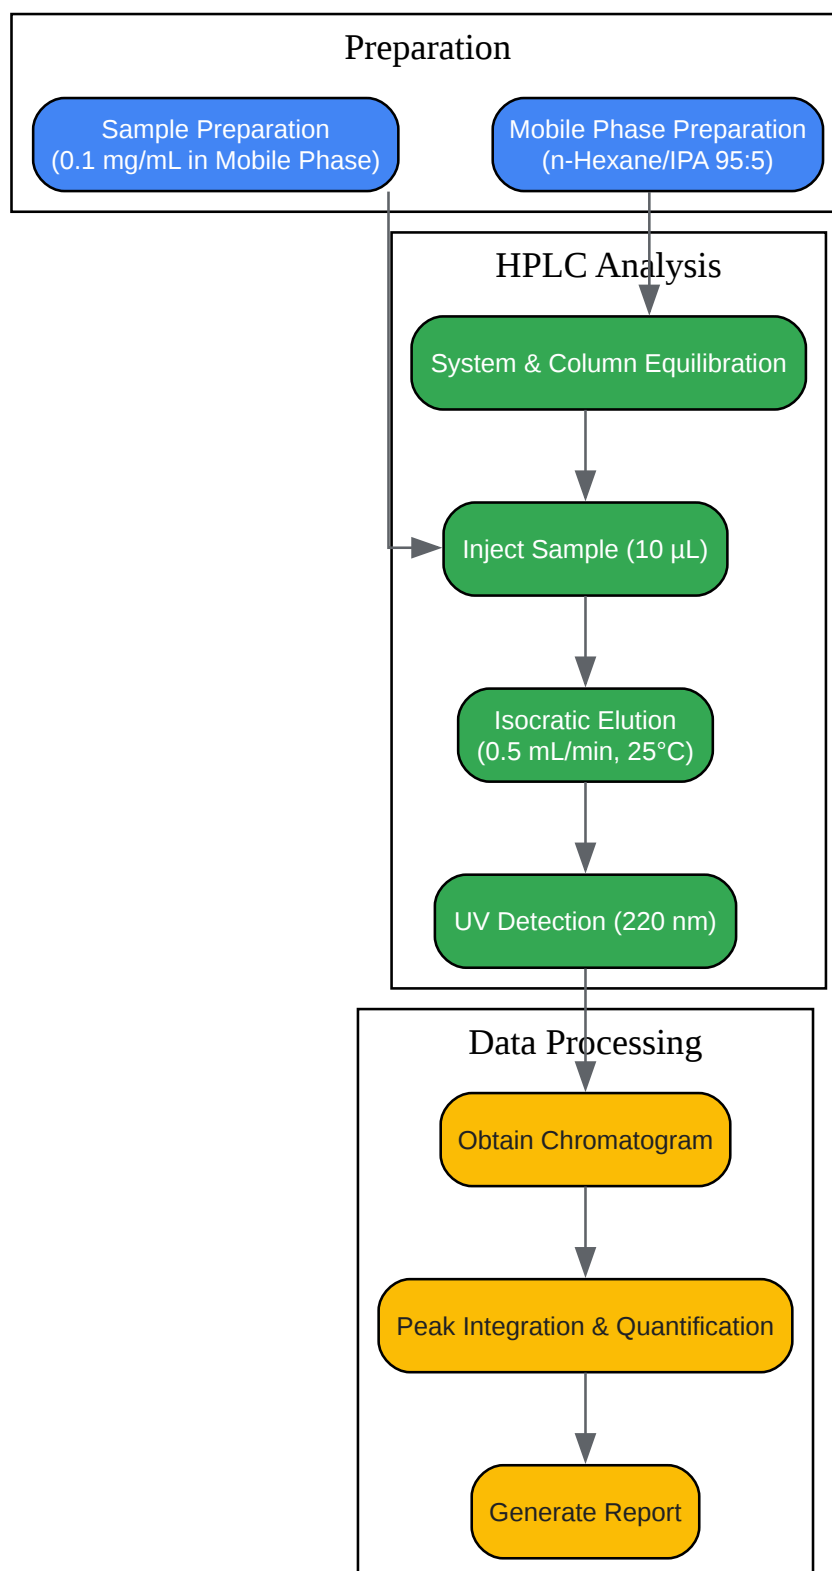 Preparation
Sample Preparation
(0.1 mg/mL in Mobile Phase)
Mobile Phase Preparation
(n-Hexane/IPA 95:5)
HPLC Analysis
System & Column Equilibration
Inject Sample (10 µL)
Isocratic Elution
(0.5 mL/min, 25°C)
UV Detection (220 nm)
Data Processing
Obtain Chromatogram
Peak Integration & Quantification
Generate Report